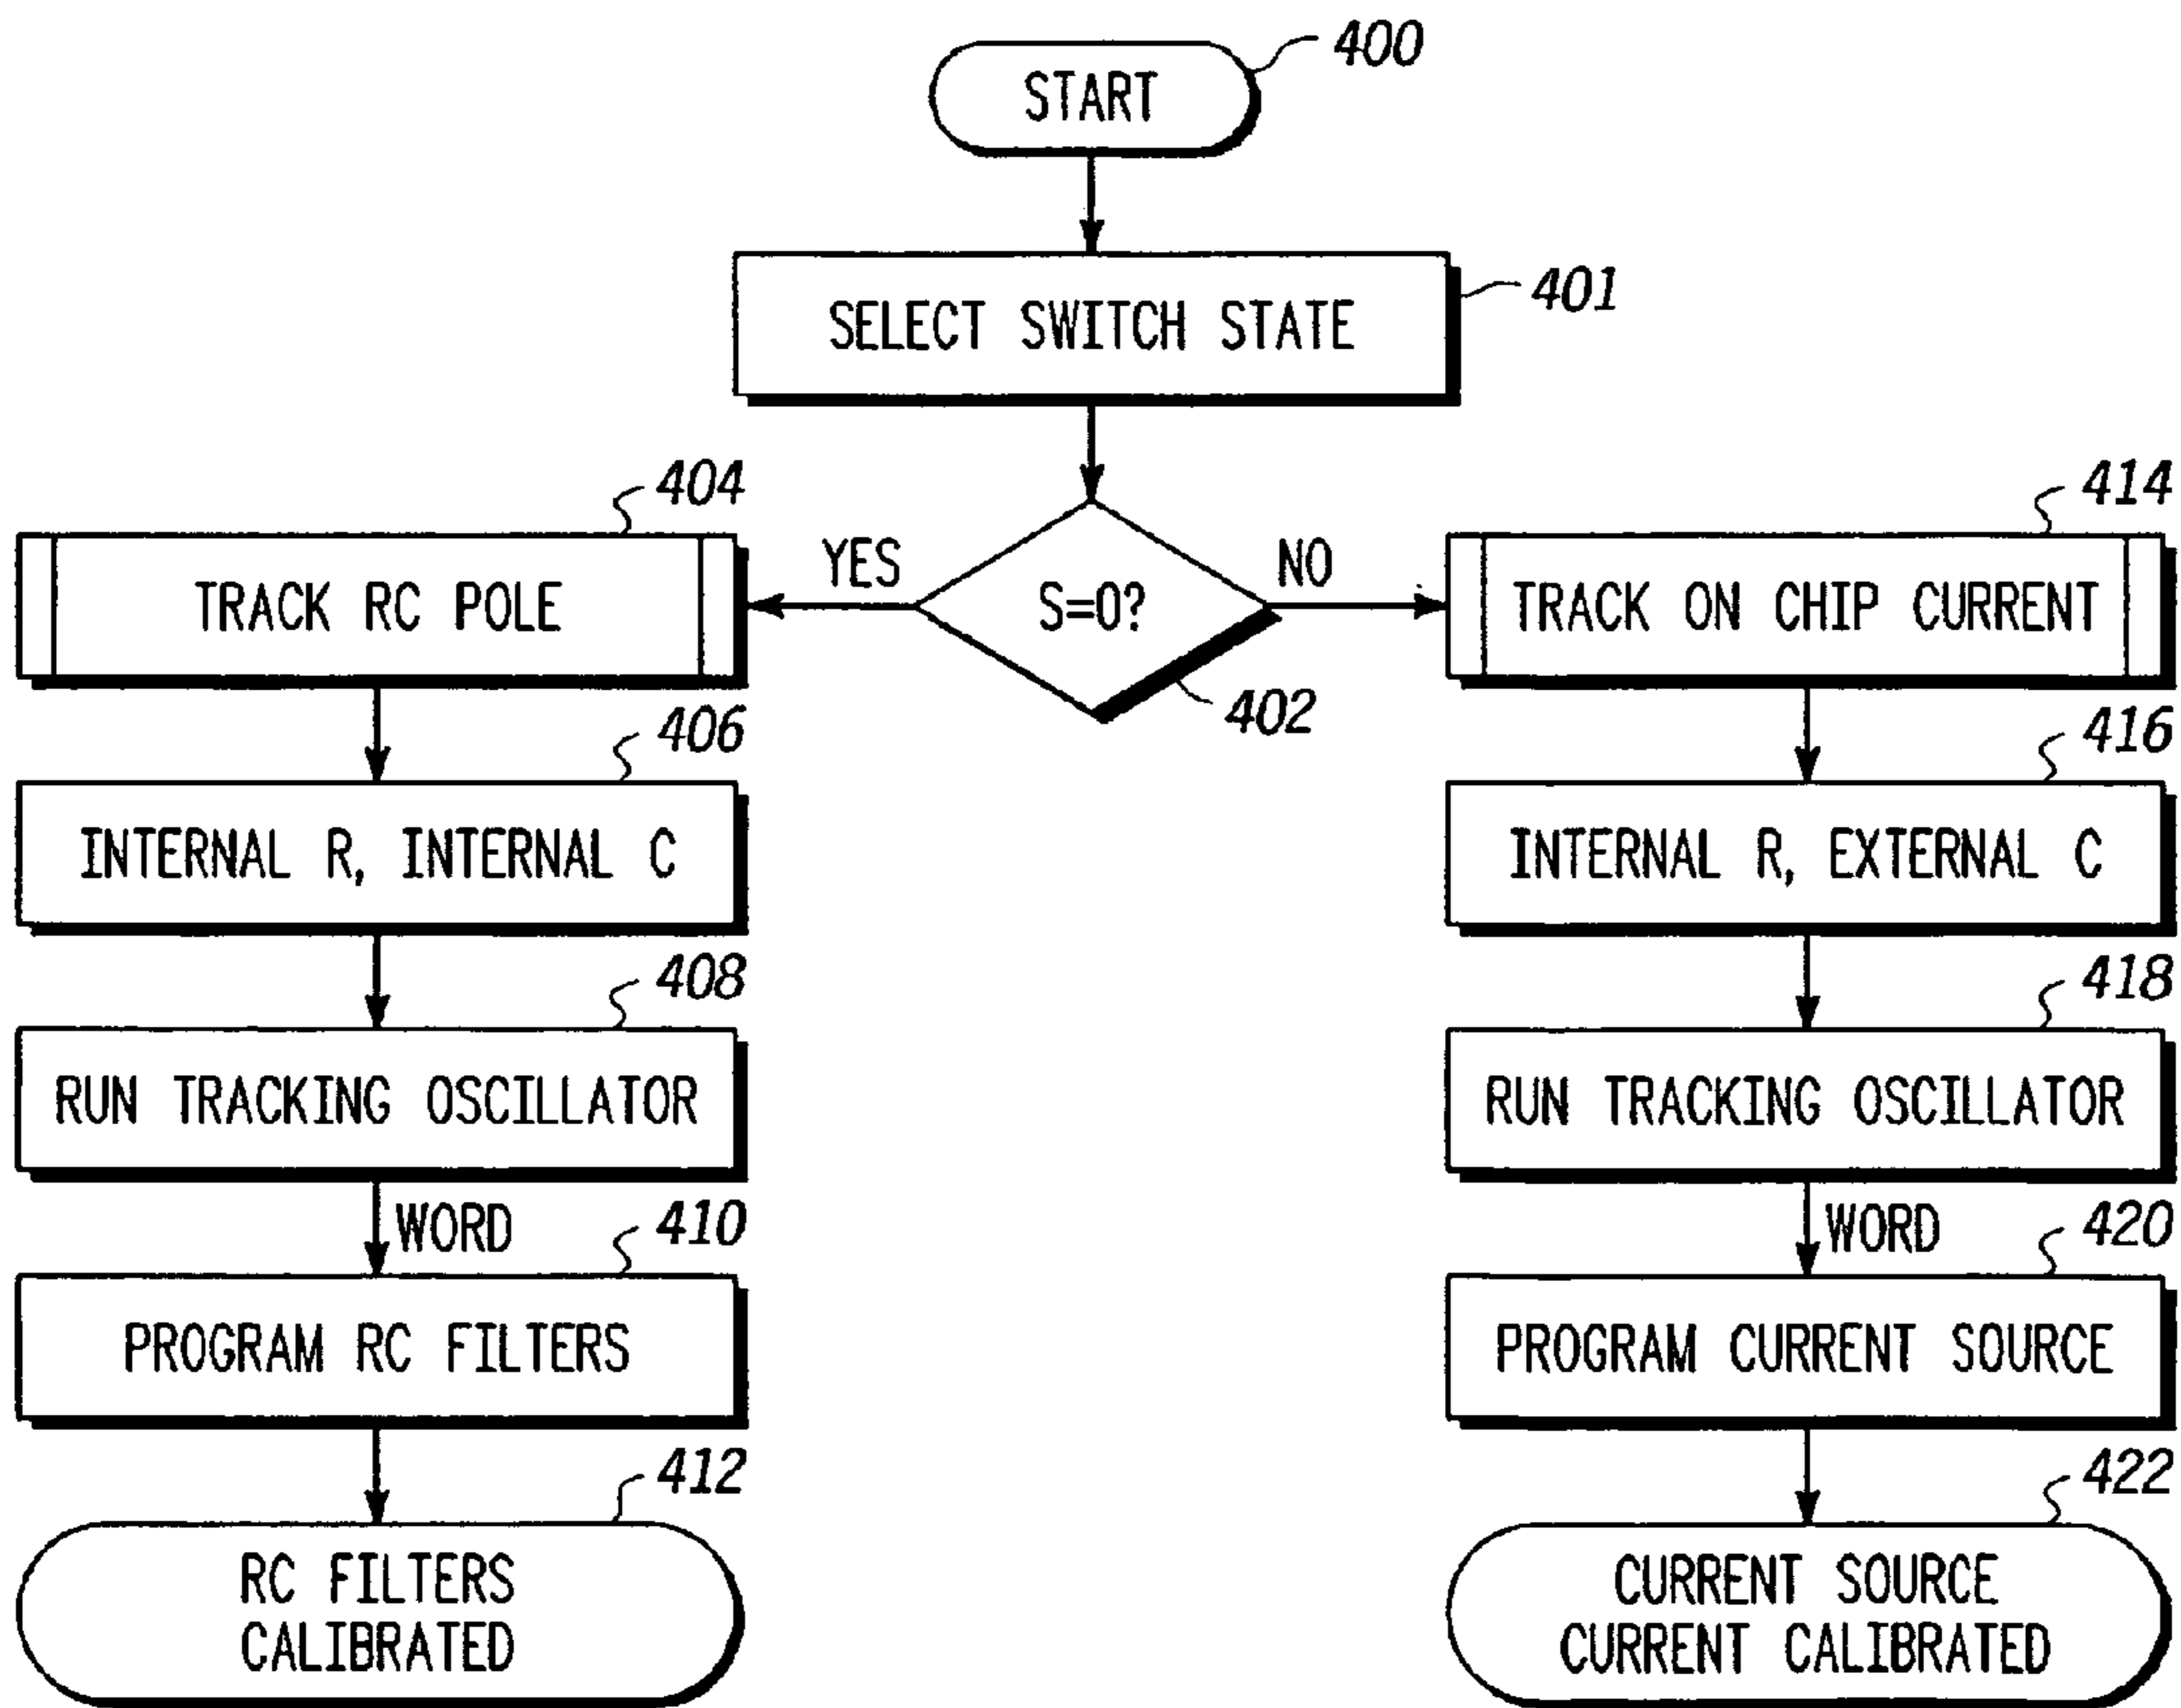 START
400
SELECT SWITCH STATE
401
S=0?
402
YES
NO
404
TRACK RC POLE
406
INTERNAL R, INTERNAL C
408
RUN TRACKING OSCILLATOR
WORD
410
PROGRAM RC FILTERS
412
RC FILTERS
CALIBRATED
414
TRACK ON CHIP CURRENT
416
INTERNAL R, EXTERNAL C
418
RUN TRACKING OSCILLATOR
WORD
420
PROGRAM CURRENT SOURCE
422
CURRENT SOURCE
CURRENT CALIBRATED